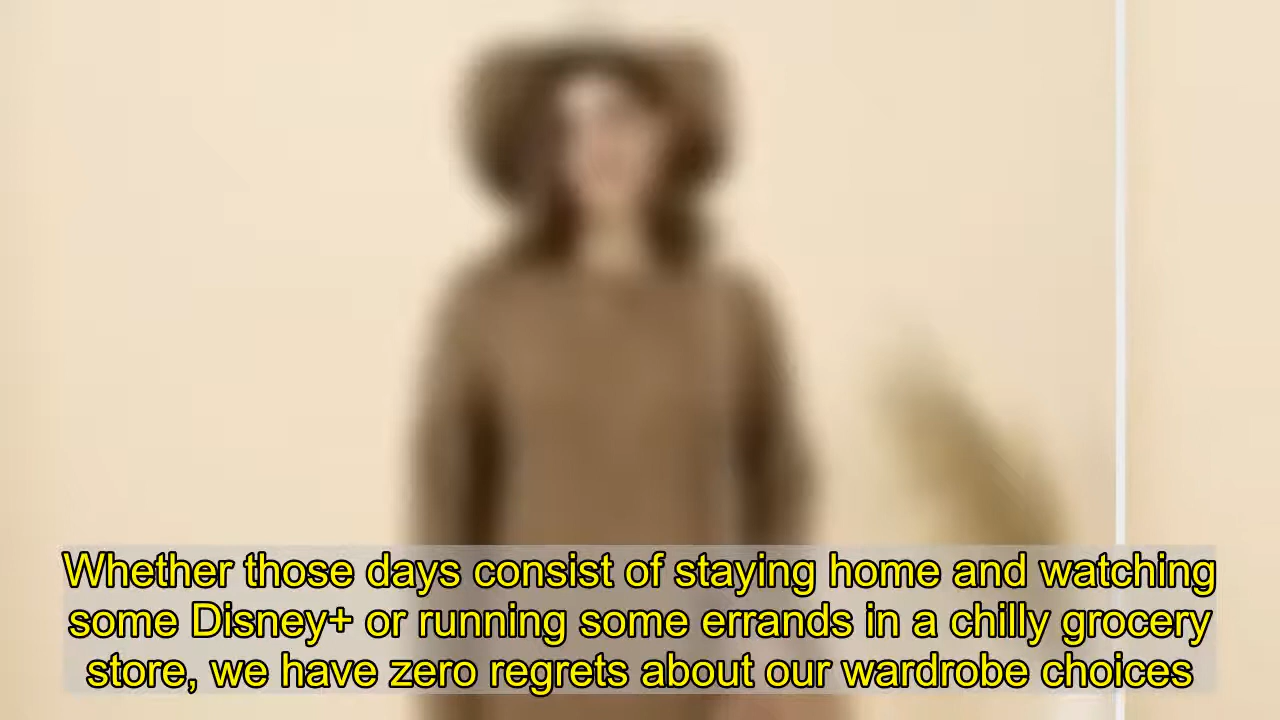 Whether those days consist of staying home and watching
some Disney+ or running some errands in a chilly grocery
store, we have zero regrets about our wardrobe choices